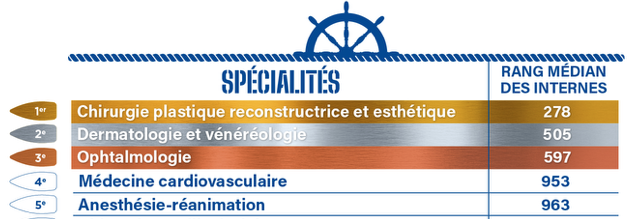 SPÉCIALITÉS
RANG MÉDIAN
DES INTERNES
1er Chirurgie plastique reconstructrice et esthétique 278
2e Dermatologie et vénéréologie 505
3e Ophtalmologie 597
4e Médecine cardiovasculaire 953
5e Anesthésie-réanimation 963